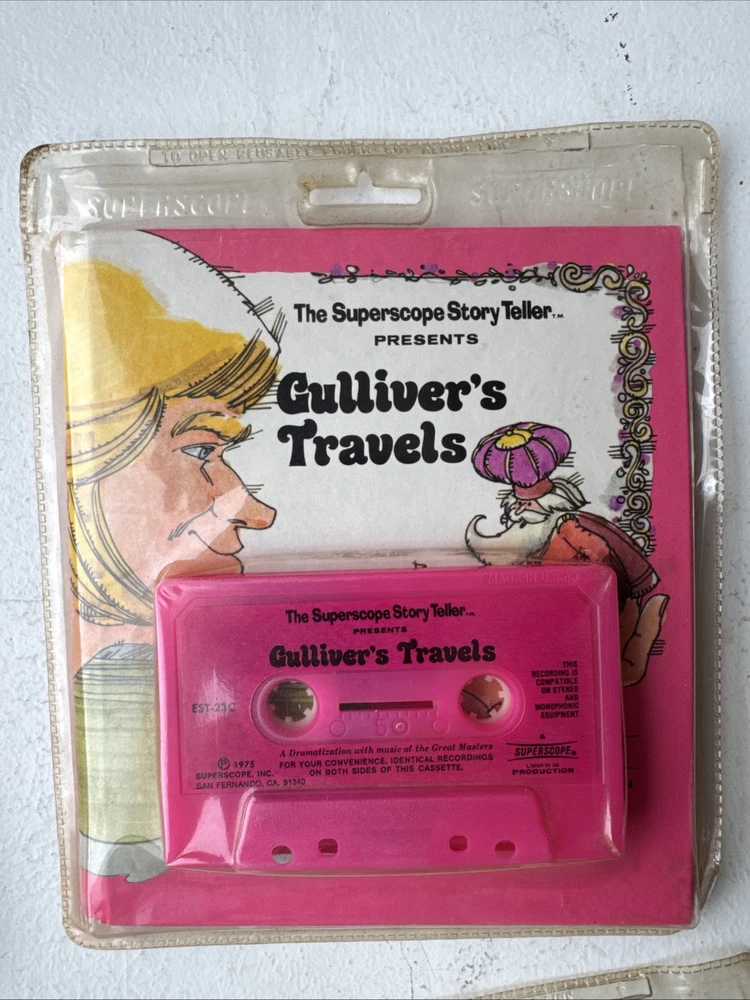 TO OPEN REUSABLE
SUPERSCOPE SUPERSCOPE
The Superscope Story Teller™
PRESENTS
Gulliver's
Travels
The Superscope Story Teller™
PRESENTS
Gulliver's Travels
EST-23C
THIS
RECORDING IS
COMPATIBLE
ON STEREO
AND
MONOPHONIC
EQUIPMENT
A Dramatization with music of the Great Masters
FOR YOUR CONVENIENCE, IDENTICAL RECORDINGS
ON BOTH SIDES OF THIS CASSETTE.
Ⓟ 1975
SUPERSCOPE, INC.
SAN FERNANDO, CA. 91340
A
SUPERSCOPE®
Listen to us
PRODUCTION